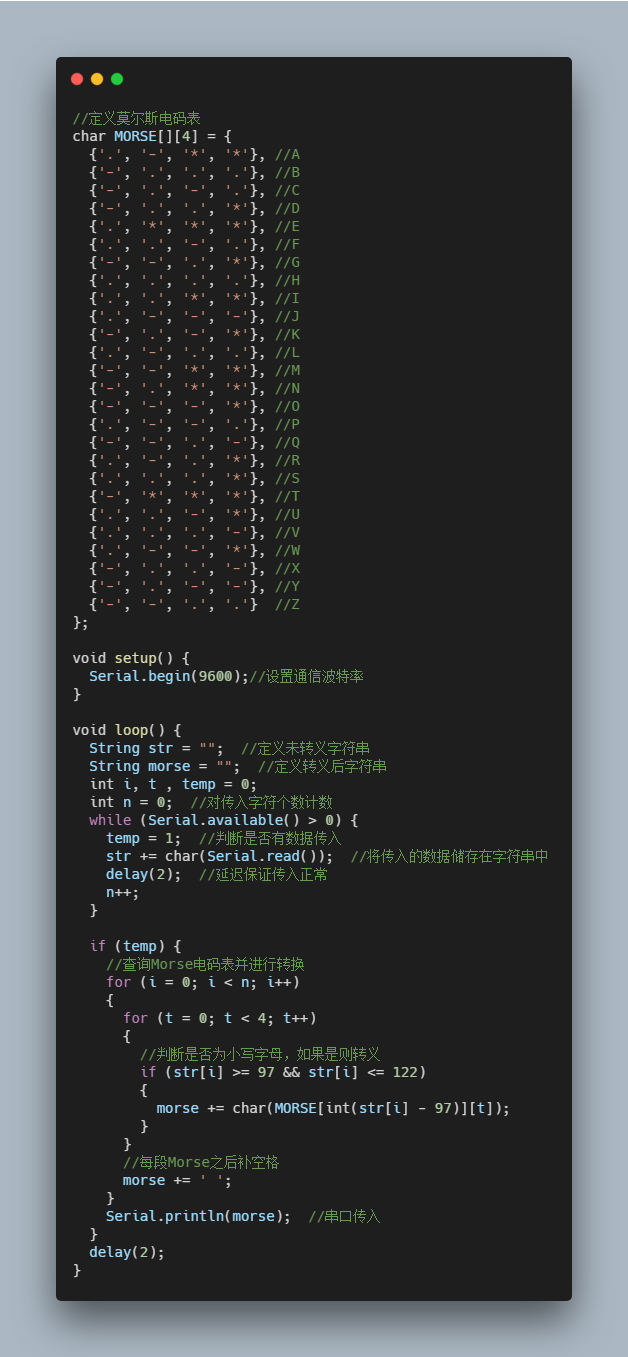 //定义莫尔斯电码表
char MORSE[][4] = {
  {'.', '-', '*', '*'}, //A
  {'-', '.', '.', '.'}, //B
  {'-', '.', '-', '.'}, //C
  {'-', '.', '.', '*'}, //D
  {'.', '*', '*', '*'}, //E
  {'.', '.', '-', '.'}, //F
  {'-', '-', '.', '*'}, //G
  {'.', '.', '.', '.'}, //H
  {'.', '.', '*', '*'}, //I
  {'.', '-', '-', '-'}, //J
  {'-', '.', '-', '*'}, //K
  {'.', '-', '.', '.'}, //L
  {'-', '-', '*', '*'}, //M
  {'-', '.', '*', '*'}, //N
  {'-', '-', '-', '*'}, //O
  {'.', '-', '-', '.'}, //P
  {'-', '-', '.', '-'}, //Q
  {'.', '-', '.', '*'}, //R
  {'.', '.', '.', '*'}, //S
  {'-', '*', '*', '*'}, //T
  {'.', '.', '-', '*'}, //U
  {'.', '.', '.', '-'}, //V
  {'.', '-', '-', '*'}, //W
  {'-', '.', '.', '-'}, //X
  {'-', '.', '-', '-'}, //Y
  {'-', '-', '.', '.'}  //Z
};

void setup() {
  Serial.begin(9600);//设置通信波特率
}

void loop() {
  String str = "";  //定义未转义字符串
  String morse = "";  //定义转义后字符串
  int i, t , temp = 0;
  int n = 0;  //对传入字符个数计数
  while (Serial.available() > 0) {
    temp = 1;  //判断是否有数据传入
    str += char(Serial.read());  //将传入的数据储存在字符串中
    delay(2);  //延迟保证传入正常
    n++;
  }

  if (temp) {
    //查询Morse电码表并进行转换
    for (i = 0; i < n; i++)
    {
      for (t = 0; t < 4; t++)
      {
        //判断是否为小写字母，如果是则转义
        if (str[i] >= 97 && str[i] <= 122)
        {
          morse += char(MORSE[int(str[i] - 97)][t]);
        }
      }
      //每段Morse之后补空格
      morse += ' ';
    }
    Serial.println(morse);  //串口传入
  }
  delay(2);
}